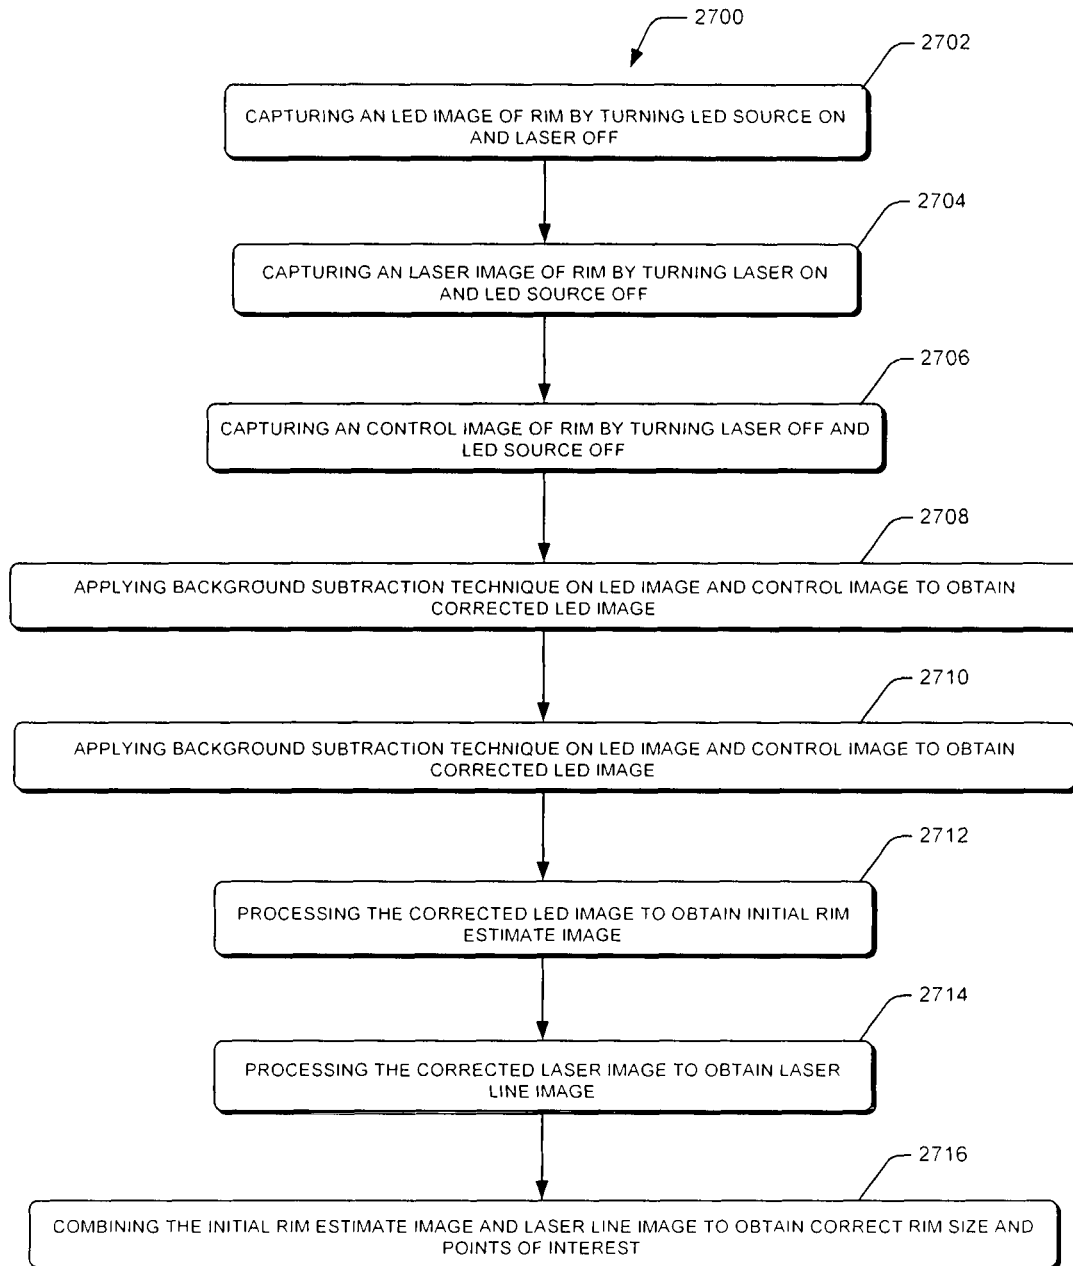 2700
2702
CAPTURING AN LED IMAGE OF RIM BY TURNING LED SOURCE ON
AND LASER OFF
2704
CAPTURING AN LASER IMAGE OF RIM BY TURNING LASER ON
AND LED SOURCE OFF
2706
CAPTURING AN CONTROL IMAGE OF RIM BY TURNING LASER OFF AND
LED SOURCE OFF
2708
APPLYING BACKGROUND SUBTRACTION TECHNIQUE ON LED IMAGE AND CONTROL IMAGE TO OBTAIN
CORRECTED LED IMAGE
2710
APPLYING BACKGROUND SUBTRACTION TECHNIQUE ON LED IMAGE AND CONTROL IMAGE TO OBTAIN
CORRECTED LED IMAGE
2712
PROCESSING THE CORRECTED LED IMAGE TO OBTAIN INITIAL RIM
ESTIMATE IMAGE
2714
PROCESSING THE CORRECTED LASER IMAGE TO OBTAIN LASER
LINE IMAGE
2716
COMBINING THE INITIAL RIM ESTIMATE IMAGE AND LASER LINE IMAGE TO OBTAIN CORRECT RIM SIZE AND
POINTS OF INTEREST